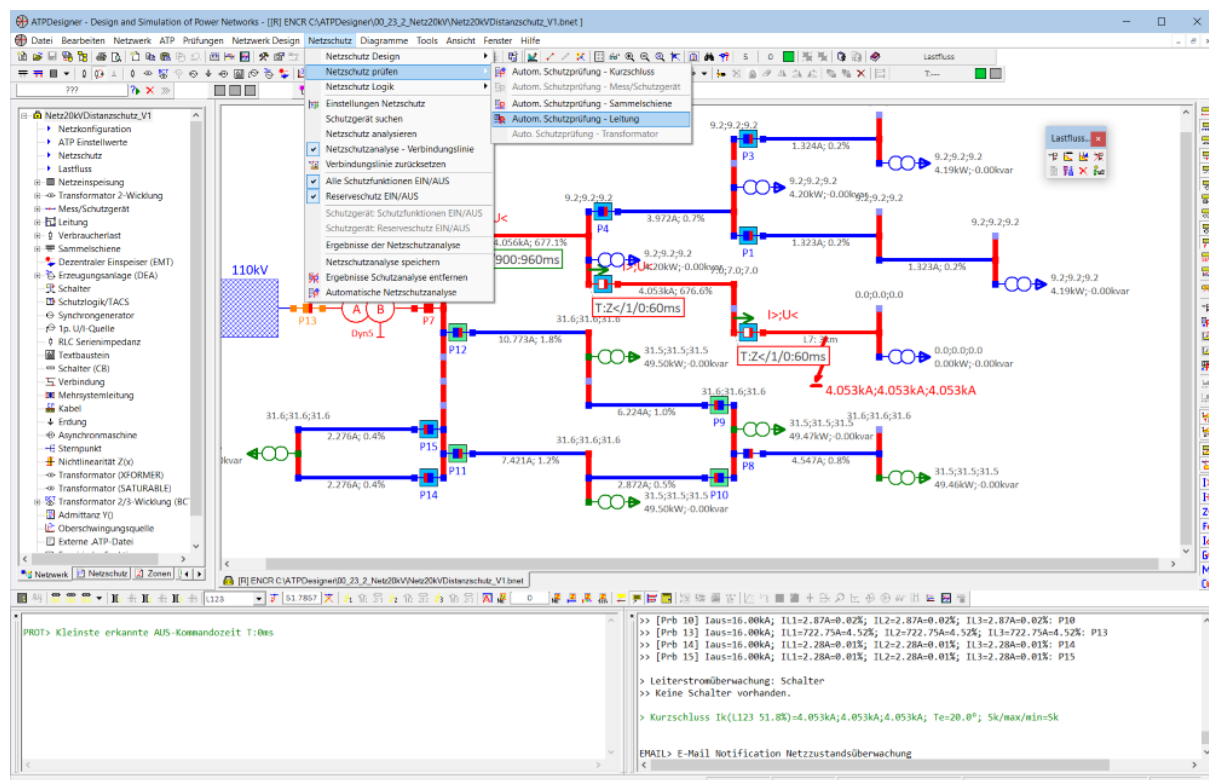 ATPDesigner - Design and Simulation of Power Networks - [[R] ENCR C:\ATPDesigner\00_23_2_Netz20kV\Netz20kVDistanzschutz_V1.bnet ]
Datei Bearbeiten Netzwerk ATP Prüfungen Netzwerk Design Netzschutz Diagramme Tools Ansicht Fenster Hilfe
Lastfluss
T:---
???
Netz20kVDistanzschutz_V1
Netzkonfiguration
ATP Einstellwerte
Netzschutz
Lastfluss
Netzeinspeisung
Transformator 2-Wicklung
Mess/Schutzgerät
Leitung
Verbraucherlast
Sammelschiene
Dezentraler Einspeiser (EMT)
Erzeugungsanlage (DEA)
Schalter
Schutzlogik/TACS
Synchrongenerator
1p. U/I-Quelle
RLC Serienimpedanz
Textbaustein
Schalter (CB)
Verbindung
Mehrsystemleitung
Kabel
Erdung
Asynchronmaschine
Sternpunkt
Nichtlinearität Z(x)
Transformator (XFORMER)
Transformator (SATURABLE)
Transformator 2/3-Wicklung (BC
Admittanz Y()
Oberschwingungsquelle
Externe .ATP-Datei
Netzwerk Netzschutz Zonen
Netzschutz Design
Netzschutz prüfen
Netzschutz Logik
Einstellungen Netzschutz
Schutzgerät suchen
Netzschutz analysieren
Netzschutzanalyse - Verbindungslinie
Verbindungslinie zurücksetzen
Alle Schutzfunktionen EIN/AUS
Reserveschutz EIN/AUS
Schutzgerät: Schutzfunktionen EIN/AUS
Schutzgerät: Reserveschutz EIN/AUS
Ergebnisse der Netzschutzanalyse
Netzschutzanalyse speichern
Ergebnisse Schutzanalyse entfernen
Automatische Netzschutzanalyse
Autom. Schutzprüfung - Kurzschluss
Autom. Schutzprüfung - Mess/Schutzgerät
Autom. Schutzprüfung - Sammelschiene
Autom. Schutzprüfung - Leitung
Auto. Schutzprüfung - Transformator
Lastfluss...
9.2;9.2;9.2
P3
1.324A; 0.2%
9.2;9.2;9.2
4.19kW;-0.00kvar
9.2;9.2;9.2
4.20kW;-0.00kvar
9.2;9.2;9.2
9.2;9.2;9.2
P4
3.972A; 0.7%
U<
4.056kA; 677.1%
/900:960ms
9.2;9.2;9.2
P1
1.323A; 0.2%
9.2;9.2;9.2
1.323A; 0.2%
9.2;9.2;9.2
4.19kW;-0.00kvar
I>;U<
4.20kW;-0.00kvar
7.0;7.0;7.0
4.053kA; 676.6%
T:Z</1/0:60ms
0.0;0.0;0.0
I>;U<
L7: 3km
T:Z</1/0:60ms
0.0;0.0;0.0
0.00kW;-0.00kvar
4.053kA;4.053kA;4.053kA
110kV
P13
A B
Dyn5
P7
31.6;31.6;31.6
P12
10.773A; 1.8%
31.5;31.5;31.5
49.50kW;-0.00kvar
31.6;31.6;31.6
6.224A; 1.0%
P9
31.5;31.5;31.5
49.47kW;-0.00kvar
31.6;31.6;31.6
31.6;31.6;31.6
2.276A; 0.4%
P15
kvar
2.276A; 0.4%
P14
P11
7.421A; 1.2%
31.6;31.6;31.6
2.872A; 0.5%
P10
31.5;31.5;31.5
49.50kW;-0.00kvar
P8
4.547A; 0.8%
31.5;31.5;31.5
49.46kW;-0.00kvar
[R] ENCR C:\ATPDesigner\00_23_2_Netz20kV\Netz20kVDistanzschutz_V1.bnet
L123
51.7857
0
PROT> Kleinste erkannte AUS-Kommandozeit T:0ms
>> [Prb 10] Iaus=16.00kA; IL1=2.87A=0.02%; IL2=2.87A=0.02%; IL3=2.87A=0.02%: P10
>> [Prb 13] Iaus=16.00kA; IL1=722.75A=4.52%; IL2=722.75A=4.52%; IL3=722.75A=4.52%: P13
>> [Prb 14] Iaus=16.00kA; IL1=2.28A=0.01%; IL2=2.28A=0.01%; IL3=2.28A=0.01%: P14
>> [Prb 15] Iaus=16.00kA; IL1=2.28A=0.01%; IL2=2.28A=0.01%; IL3=2.28A=0.01%: P15
> Leiterstromüberwachung: Schalter
>> Keine Schalter vorhanden.
> Kurzschluss Ik(L123 51.8%)=4.053kA;4.053kA;4.053kA; Te=20.0°; Sk/max/min=Sk
EMAIL> E-Mail Notification Netzzustandsüberwachung